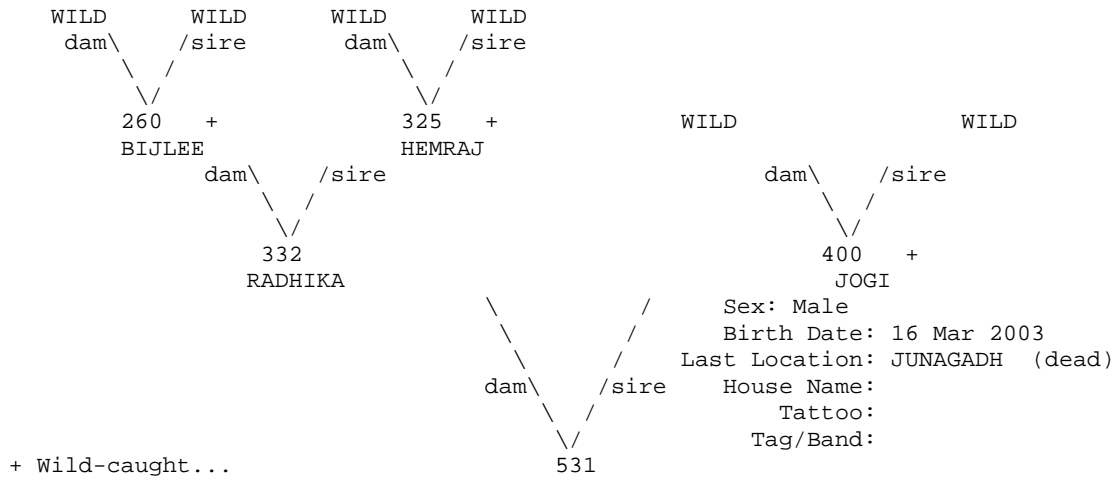 WILD WILD WILD WILD
dam\ /sire dam\ /sire
\ / \ /
\/ \/
260 + 325 + WILD WILD
BIJLEE HEMRAJ
dam\ /sire dam\ /sire
\ / \ /
\/ \/
332 400 +
RADHIKA JOGI
\ / Sex: Male
\ / Birth Date: 16 Mar 2003
\ / Last Location: JUNAGADH (dead)
dam\ /sire House Name:
\ / Tattoo:
\/ Tag/Band:
+ Wild-caught... 531